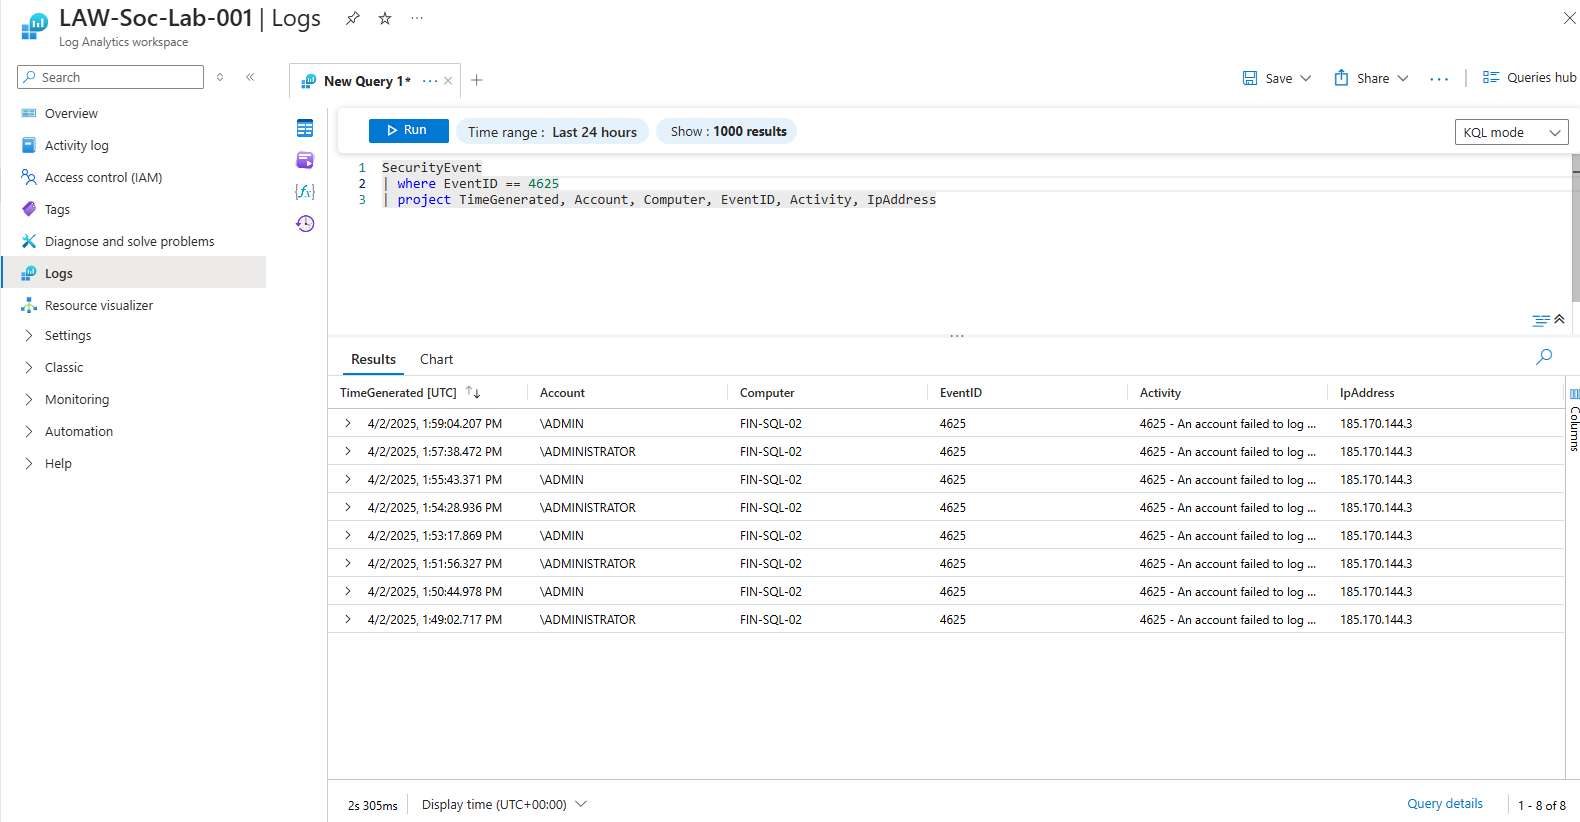 LAW-Soc-Lab-001 | Logs
Log Analytics workspace
Search
Overview
Activity log
Access control (IAM)
Tags
Diagnose and solve problems
Logs
Resource visualizer
Settings
Classic
Monitoring
Automation
Help
New Query 1*
Save
Share
Queries hub
Run
Time range : Last 24 hours
Show : 1000 results
KQL mode
1 SecurityEvent
2 | where EventID == 4625
3 | project TimeGenerated, Account, Computer, EventID, Activity, IpAddress
Results Chart
TimeGenerated [UTC] Account Computer EventID Activity IpAddress
4/2/2025, 1:59:04.207 PM \ADMIN FIN-SQL-02 4625 4625 - An account failed to log ... 185.170.144.3
4/2/2025, 1:57:38.472 PM \ADMINISTRATOR FIN-SQL-02 4625 4625 - An account failed to log ... 185.170.144.3
4/2/2025, 1:55:43.371 PM \ADMIN FIN-SQL-02 4625 4625 - An account failed to log ... 185.170.144.3
4/2/2025, 1:54:28.936 PM \ADMINISTRATOR FIN-SQL-02 4625 4625 - An account failed to log ... 185.170.144.3
4/2/2025, 1:53:17.869 PM \ADMIN FIN-SQL-02 4625 4625 - An account failed to log ... 185.170.144.3
4/2/2025, 1:51:56.327 PM \ADMINISTRATOR FIN-SQL-02 4625 4625 - An account failed to log ... 185.170.144.3
4/2/2025, 1:50:44.978 PM \ADMIN FIN-SQL-02 4625 4625 - An account failed to log ... 185.170.144.3
4/2/2025, 1:49:02.717 PM \ADMINISTRATOR FIN-SQL-02 4625 4625 - An account failed to log ... 185.170.144.3
Columns
2s 305ms
Display time (UTC+00:00)
Query details
1 - 8 of 8